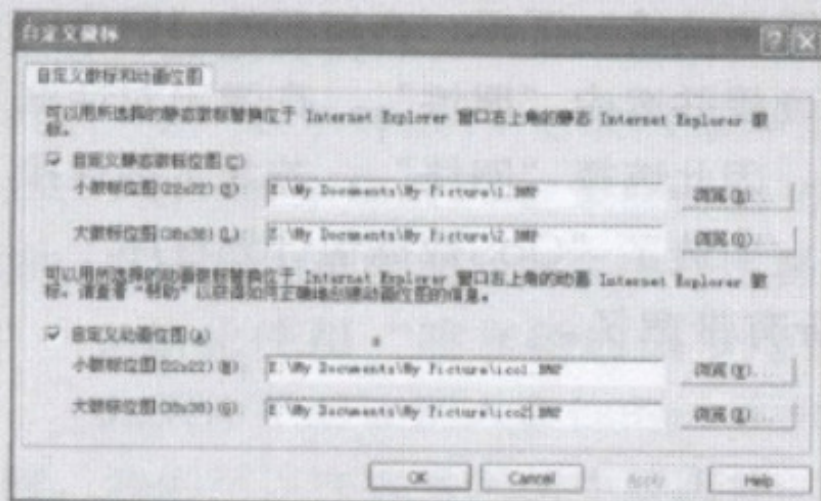 自定义徽标
自定义徽标和动画位图
可以用所选择的静态徽标替换位于 Internet Explorer 窗口右上角的静态 Internet Explorer 徽
标。
自定义静态徽标位图(C)
小徽标位图(22x22) E:\My Documents\My Picture\1.BMP 浏览
大徽标位图(38x38)(L) E:\My Documents\My Picture\2.BMP 浏览
可以用所选择的动画徽标替换位于 Internet Explorer 窗口右上角的动画 Internet Explorer 徽
标。请查看“帮助”以获得如何正确地创建动画位图的信息。
自定义动画位图(A)
小徽标位图(22x22) E:\My Documents\My Picture\ico1.BMP 浏览
大徽标位图(38x38)(G) E:\My Documents\My Picture\ico2.BMP 浏览
OK Cancel Apply Help